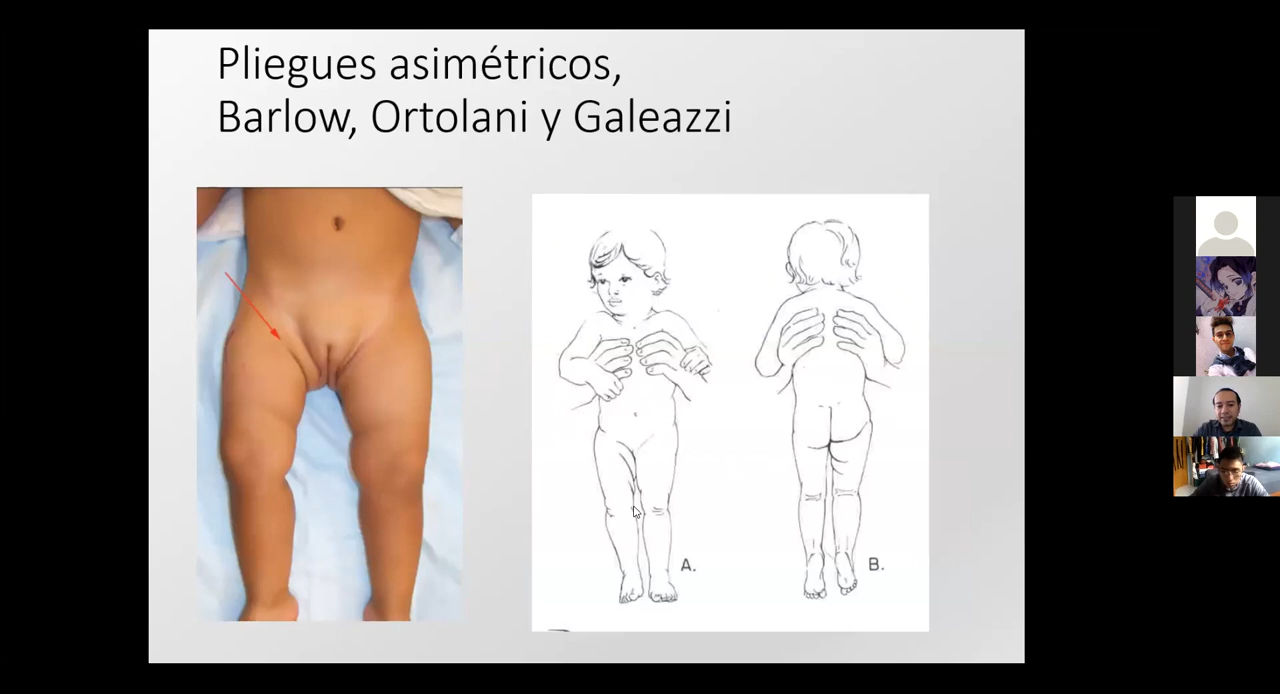 Pliegues asimétricos,
Barlow, Ortolani y Galeazzi
A.
B.